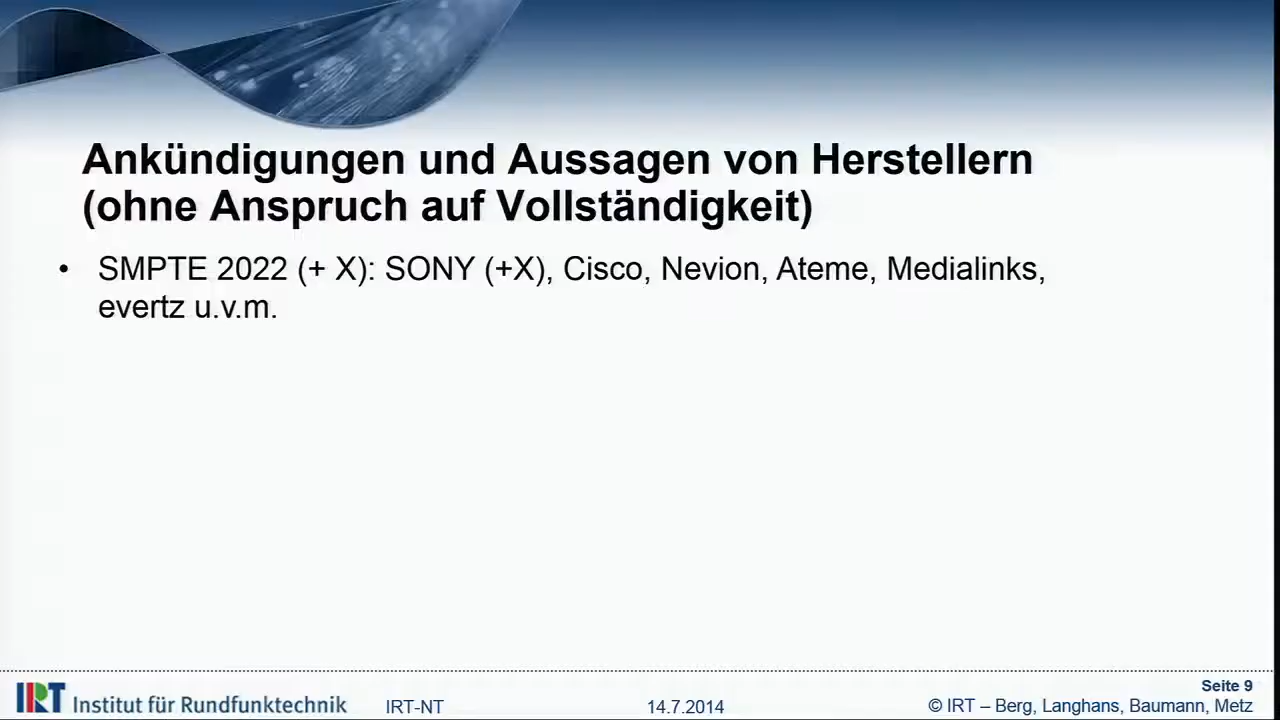 Ankündigungen und Aussagen von Herstellern
(ohne Anspruch auf Vollständigkeit)
• SMPTE 2022 (+ X): SONY (+X), Cisco, Nevion, Ateme, Medialinks,
evertz u.v.m.
Seite 9
IRT Institut für Rundfunktechnik IRT-NT 14.7.2014 © IRT – Berg, Langhans, Baumann, Metz